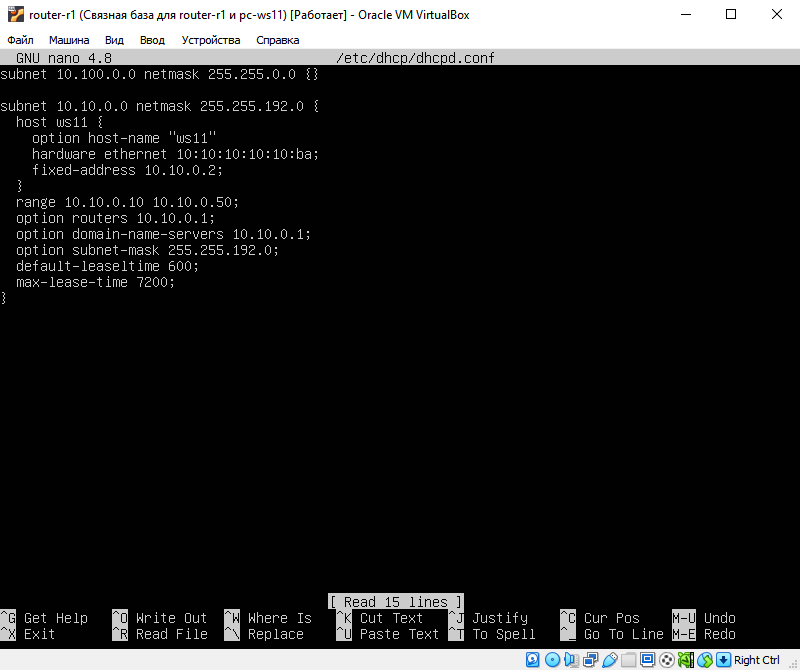 router-r1 (Связная база для router-r1 и pc-ws11) [Работает] - Oracle VM VirtualBox
Файл Машина Вид Ввод Устройства Справка
GNU nano 4.8 /etc/dhcp/dhcpd.conf
subnet 10.100.0.0 netmask 255.255.0.0 {}
subnet 10.10.0.0 netmask 255.255.192.0 {
host ws11 {
option host-name "ws11"
hardware ethernet 10:10:10:10:10:ba;
fixed-address 10.10.0.2;
}
range 10.10.0.10 10.10.0.50;
option routers 10.10.0.1;
option domain-name-servers 10.10.0.1;
option subnet-mask 255.255.192.0;
default-leaseltime 600;
max-lease-time 7200;
}
[ Read 15 lines ]
^G Get Help ^O Write Out ^W Where Is ^K Cut Text ^J Justify ^C Cur Pos M-U Undo
^X Exit ^R Read File ^\ Replace ^U Paste Text ^T To Spell ^_ Go To Line M-E Redo
Right Ctrl